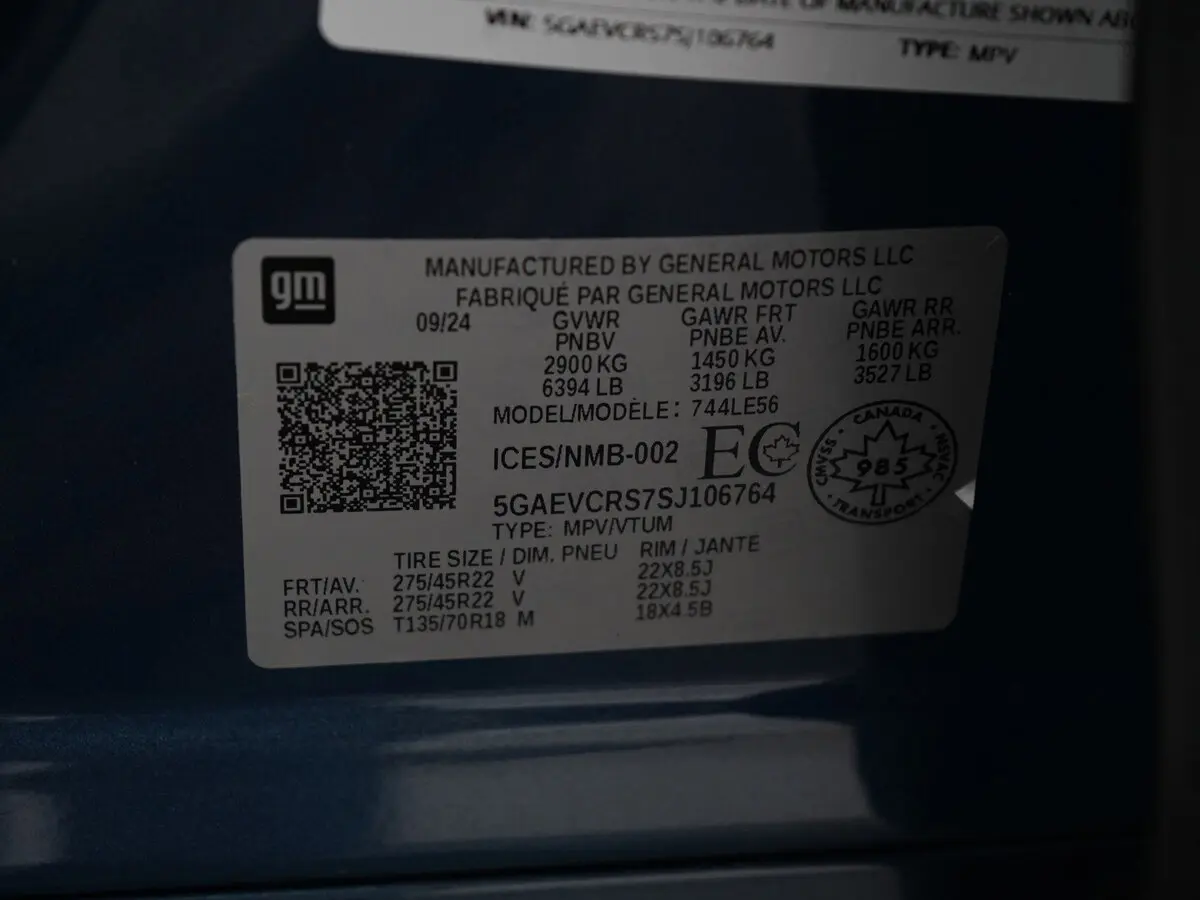 DATE OF MANUFACTURE SHOWN
VIN: 5GAEVCRS7SJ106764
TYPE: MPV
gm
MANUFACTURED BY GENERAL MOTORS LLC
FABRIQUÉ PAR GENERAL MOTORS LLC
09/24 GVWR GAWR FRT GAWR RR
PNBV PNBE AV. PNBE ARR.
2900 KG 1450 KG 1600 KG
6394 LB 3196 LB 3527 LB
MODEL/MODÈLE: 744LE56
ICES/NMB-002 EC
CANADA
CMVSS 985 NSVAC
TRANSPORT
5GAEVCRS7SJ106764
TYPE: MPV/VTUM
TIRE SIZE / DIM. PNEU RIM / JANTE
FRT/AV. 275/45R22 V 22X8.5J
RR/ARR. 275/45R22 V 22X8.5J
SPA/SOS T135/70R18 M 18X4.5B